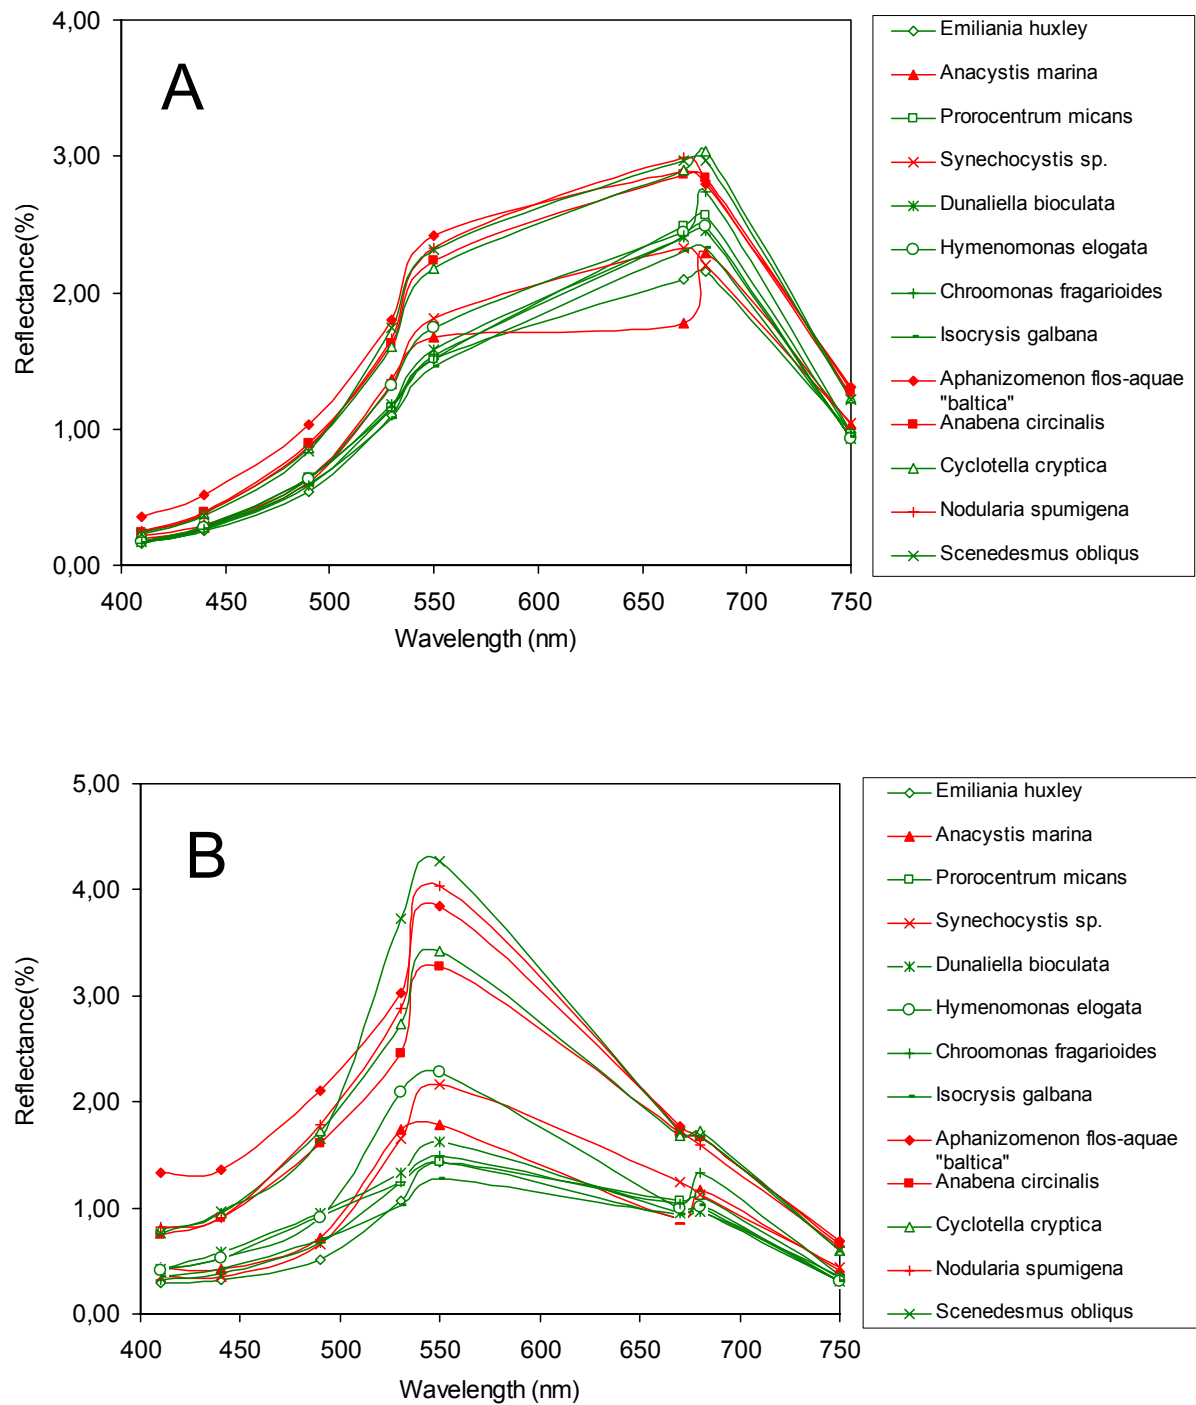 4,00
3,00
2,00
1,00
0,00
Reflectance(%)
A
400 450 500 550 600 650 700 750
Wavelength (nm)
Emiliania huxley
Anacystis marina
Prorocentrum micans
Synechocystis sp.
Dunaliella bioculata
Hymenomonas elogata
Chroomonas fragarioides
Isocrysis galbana
Aphanizomenon flos-aquae
"baltica"
Anabena circinalis
Cyclotella cryptica
Nodularia spumigena
Scenedesmus obliqus
5,00
4,00
3,00
2,00
1,00
0,00
Reflectance(%)
B
400 450 500 550 600 650 700 750
Wavelength (nm)
Emiliania huxley
Anacystis marina
Prorocentrum micans
Synechocystis sp.
Dunaliella bioculata
Hymenomonas elogata
Chroomonas fragarioides
Isocrysis galbana
Aphanizomenon flos-aquae
"baltica"
Anabena circinalis
Cyclotella cryptica
Nodularia spumigena
Scenedesmus obliqus